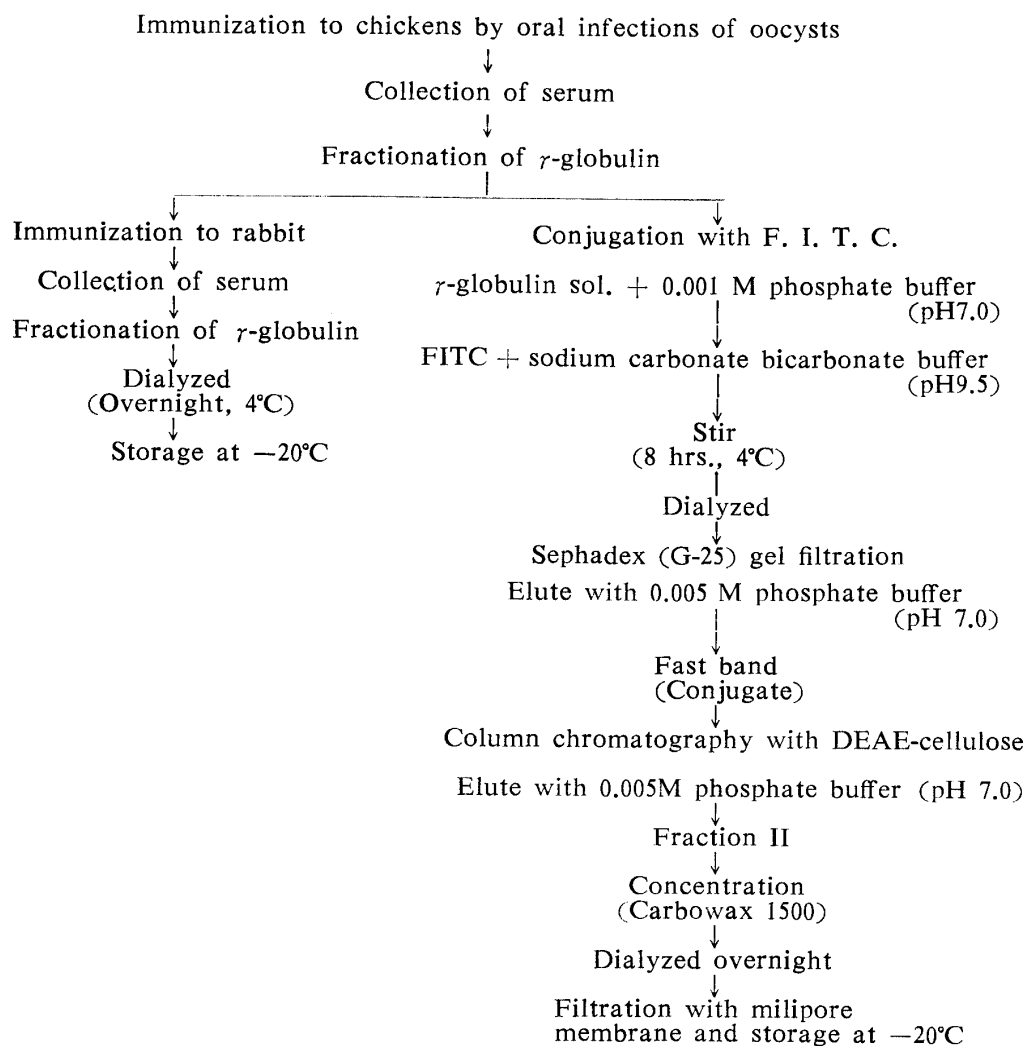 Immunization to chickens by oral infections of oocysts
Collection of serum
Fractionation of γ-globulin
Immunization to rabbit
Collection of serum
Fractionation of γ-globulin
Dialyzed
(Overnight, 4°C)
Storage at —20°C
Conjugation with F. I. T. C.
γ-globulin sol. + 0.001 M phosphate buffer
(pH7.0)
FITC + sodium carbonate bicarbonate buffer
(pH9.5)
Stir
(8 hrs., 4°C)
Dialyzed
Sephadex (G-25) gel filtration
Elute with 0.005 M phosphate buffer
(pH 7.0)
Fast band
(Conjugate)
Column chromatography with DEAE-cellulose
Elute with 0.005M phosphate buffer (pH 7.0)
Fraction II
Concentration
(Carbowax 1500)
Dialyzed overnight
Filtration with milipore
membrane and storage at —20°C